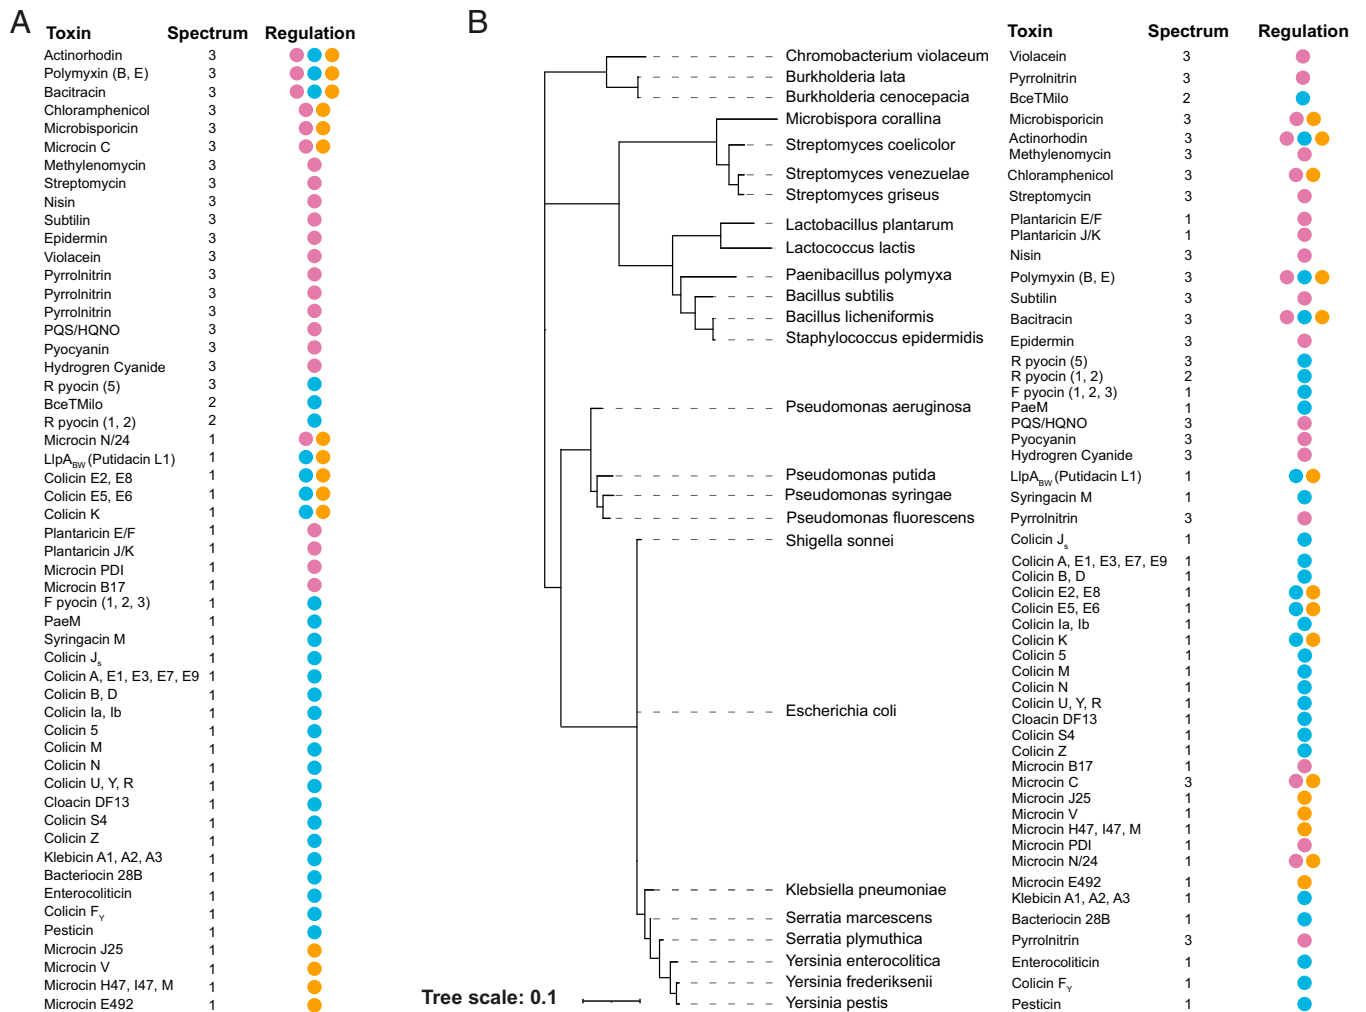 A
Toxin Spectrum Regulation
Actinorhodin 3
Polymyxin (B, E) 3
Bacitracin 3
Chloramphenicol 3
Microbisporicin 3
Microcin C 3
Methylenomycin 3
Streptomycin 3
Nisin 3
Subtilin 3
Epidermin 3
Violacein 3
Pyrrolnitrin 3
Pyrrolnitrin 3
Pyrrolnitrin 3
PQS/HQNO 3
Pyocyanin 3
Hydrogren Cyanide 3
R pyocin (5) 3
BceTMilo 2
R pyocin (1, 2) 2
Microcin N/24 1
LlpABW (Putidacin L1) 1
Colicin E2, E8 1
Colicin E5, E6 1
Colicin K 1
Plantaricin E/F 1
Plantaricin J/K 1
Microcin PDI 1
Microcin B17 1
F pyocin (1, 2, 3) 1
PaeM 1
Syringacin M 1
Colicin Js 1
Colicin A, E1, E3, E7, E9 1
Colicin B, D 1
Colicin Ia, Ib 1
Colicin 5 1
Colicin M 1
Colicin N 1
Colicin U, Y, R 1
Cloacin DF13 1
Colicin S4 1
Colicin Z 1
Klebicin A1, A2, A3 1
Bacteriocin 28B 1
Enterocoliticin 1
Colicin FY 1
Pesticin 1
Microcin J25 1
Microcin V 1
Microcin H47, I47, M 1
Microcin E492 1
B
Chromobacterium violaceum
Burkholderia lata
Burkholderia cenocepacia
Microbispora corallina
Streptomyces coelicolor
Streptomyces venezuelae
Streptomyces griseus
Lactobacillus plantarum
Lactococcus lactis
Paenibacillus polymyxa
Bacillus subtilis
Bacillus licheniformis
Staphylococcus epidermidis
Pseudomonas aeruginosa
Pseudomonas putida
Pseudomonas syringae
Pseudomonas fluorescens
Shigella sonnei
Escherichia coli
Klebsiella pneumoniae
Serratia marcescens
Serratia plymuthica
Yersinia enterocolitica
Yersinia frederiksenii
Yersinia pestis
Tree scale: 0.1
Toxin Spectrum Regulation
Violacein 3
Pyrrolnitrin 3
BceTMilo 2
Microbisporicin 3
Actinorhodin 3
Methylenomycin 3
Chloramphenicol 3
Streptomycin 3
Plantaricin E/F 1
Plantaricin J/K 1
Nisin 3
Polymyxin (B, E) 3
Subtilin 3
Bacitracin 3
Epidermin 3
R pyocin (5) 3
R pyocin (1, 2) 2
F pyocin (1, 2, 3) 1
PaeM 1
PQS/HQNO 3
Pyocyanin 3
Hydrogren Cyanide 3
LlpABW (Putidacin L1) 1
Syringacin M 1
Pyrrolnitrin 3
Colicin Js 1
Colicin A, E1, E3, E7, E9 1
Colicin B, D 1
Colicin E2, E8 1
Colicin E5, E6 1
Colicin Ia, Ib 1
Colicin K 1
Colicin 5 1
Colicin M 1
Colicin N 1
Colicin U, Y, R 1
Cloacin DF13 1
Colicin S4 1
Colicin Z 1
Microcin B17 1
Microcin C 3
Microcin J25 1
Microcin V 1
Microcin H47, I47, M 1
Microcin PDI 1
Microcin N/24 1
Microcin E492 1
Klebicin A1, A2, A3 1
Bacteriocin 28B 1
Pyrrolnitrin 3
Enterocoliticin 1
Colicin FY 1
Pesticin 1